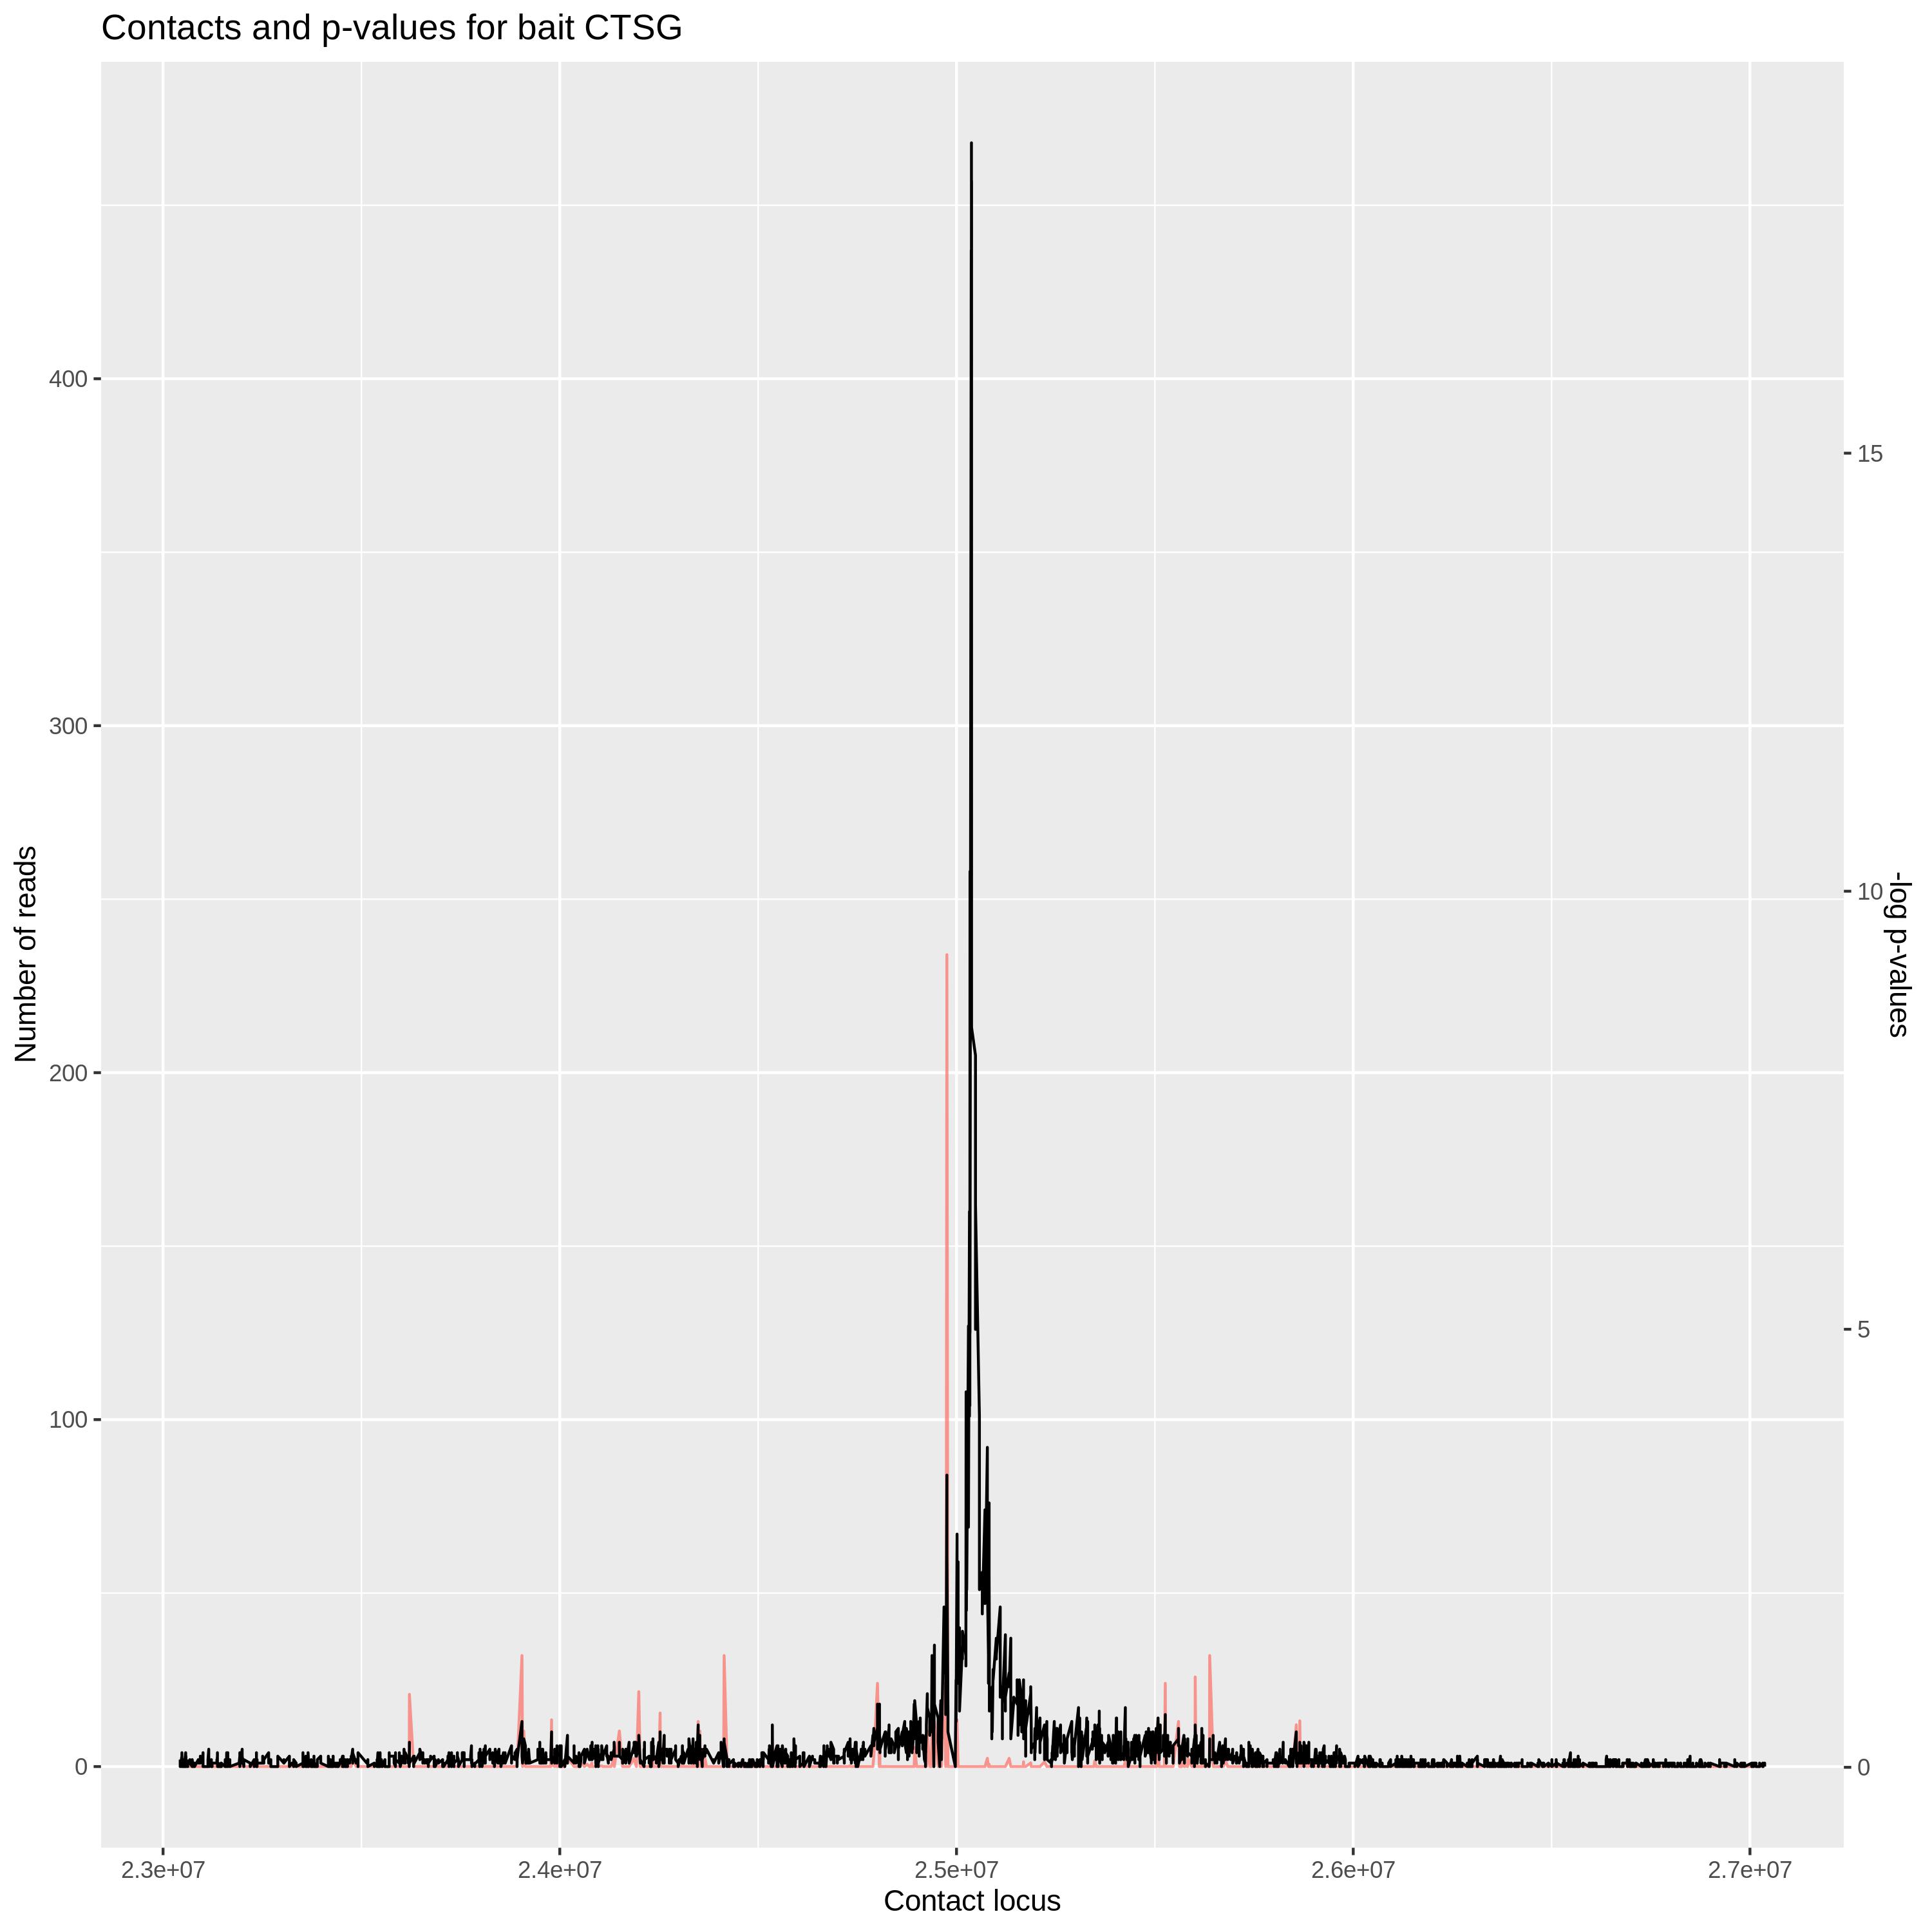 Contacts and p-values for bait CTSG
400
300
200
100
0
Number of reads
15
10
5
0
-log p-values
2.3e+07
2.4e+07
2.5e+07
2.6e+07
2.7e+07
Contact locus